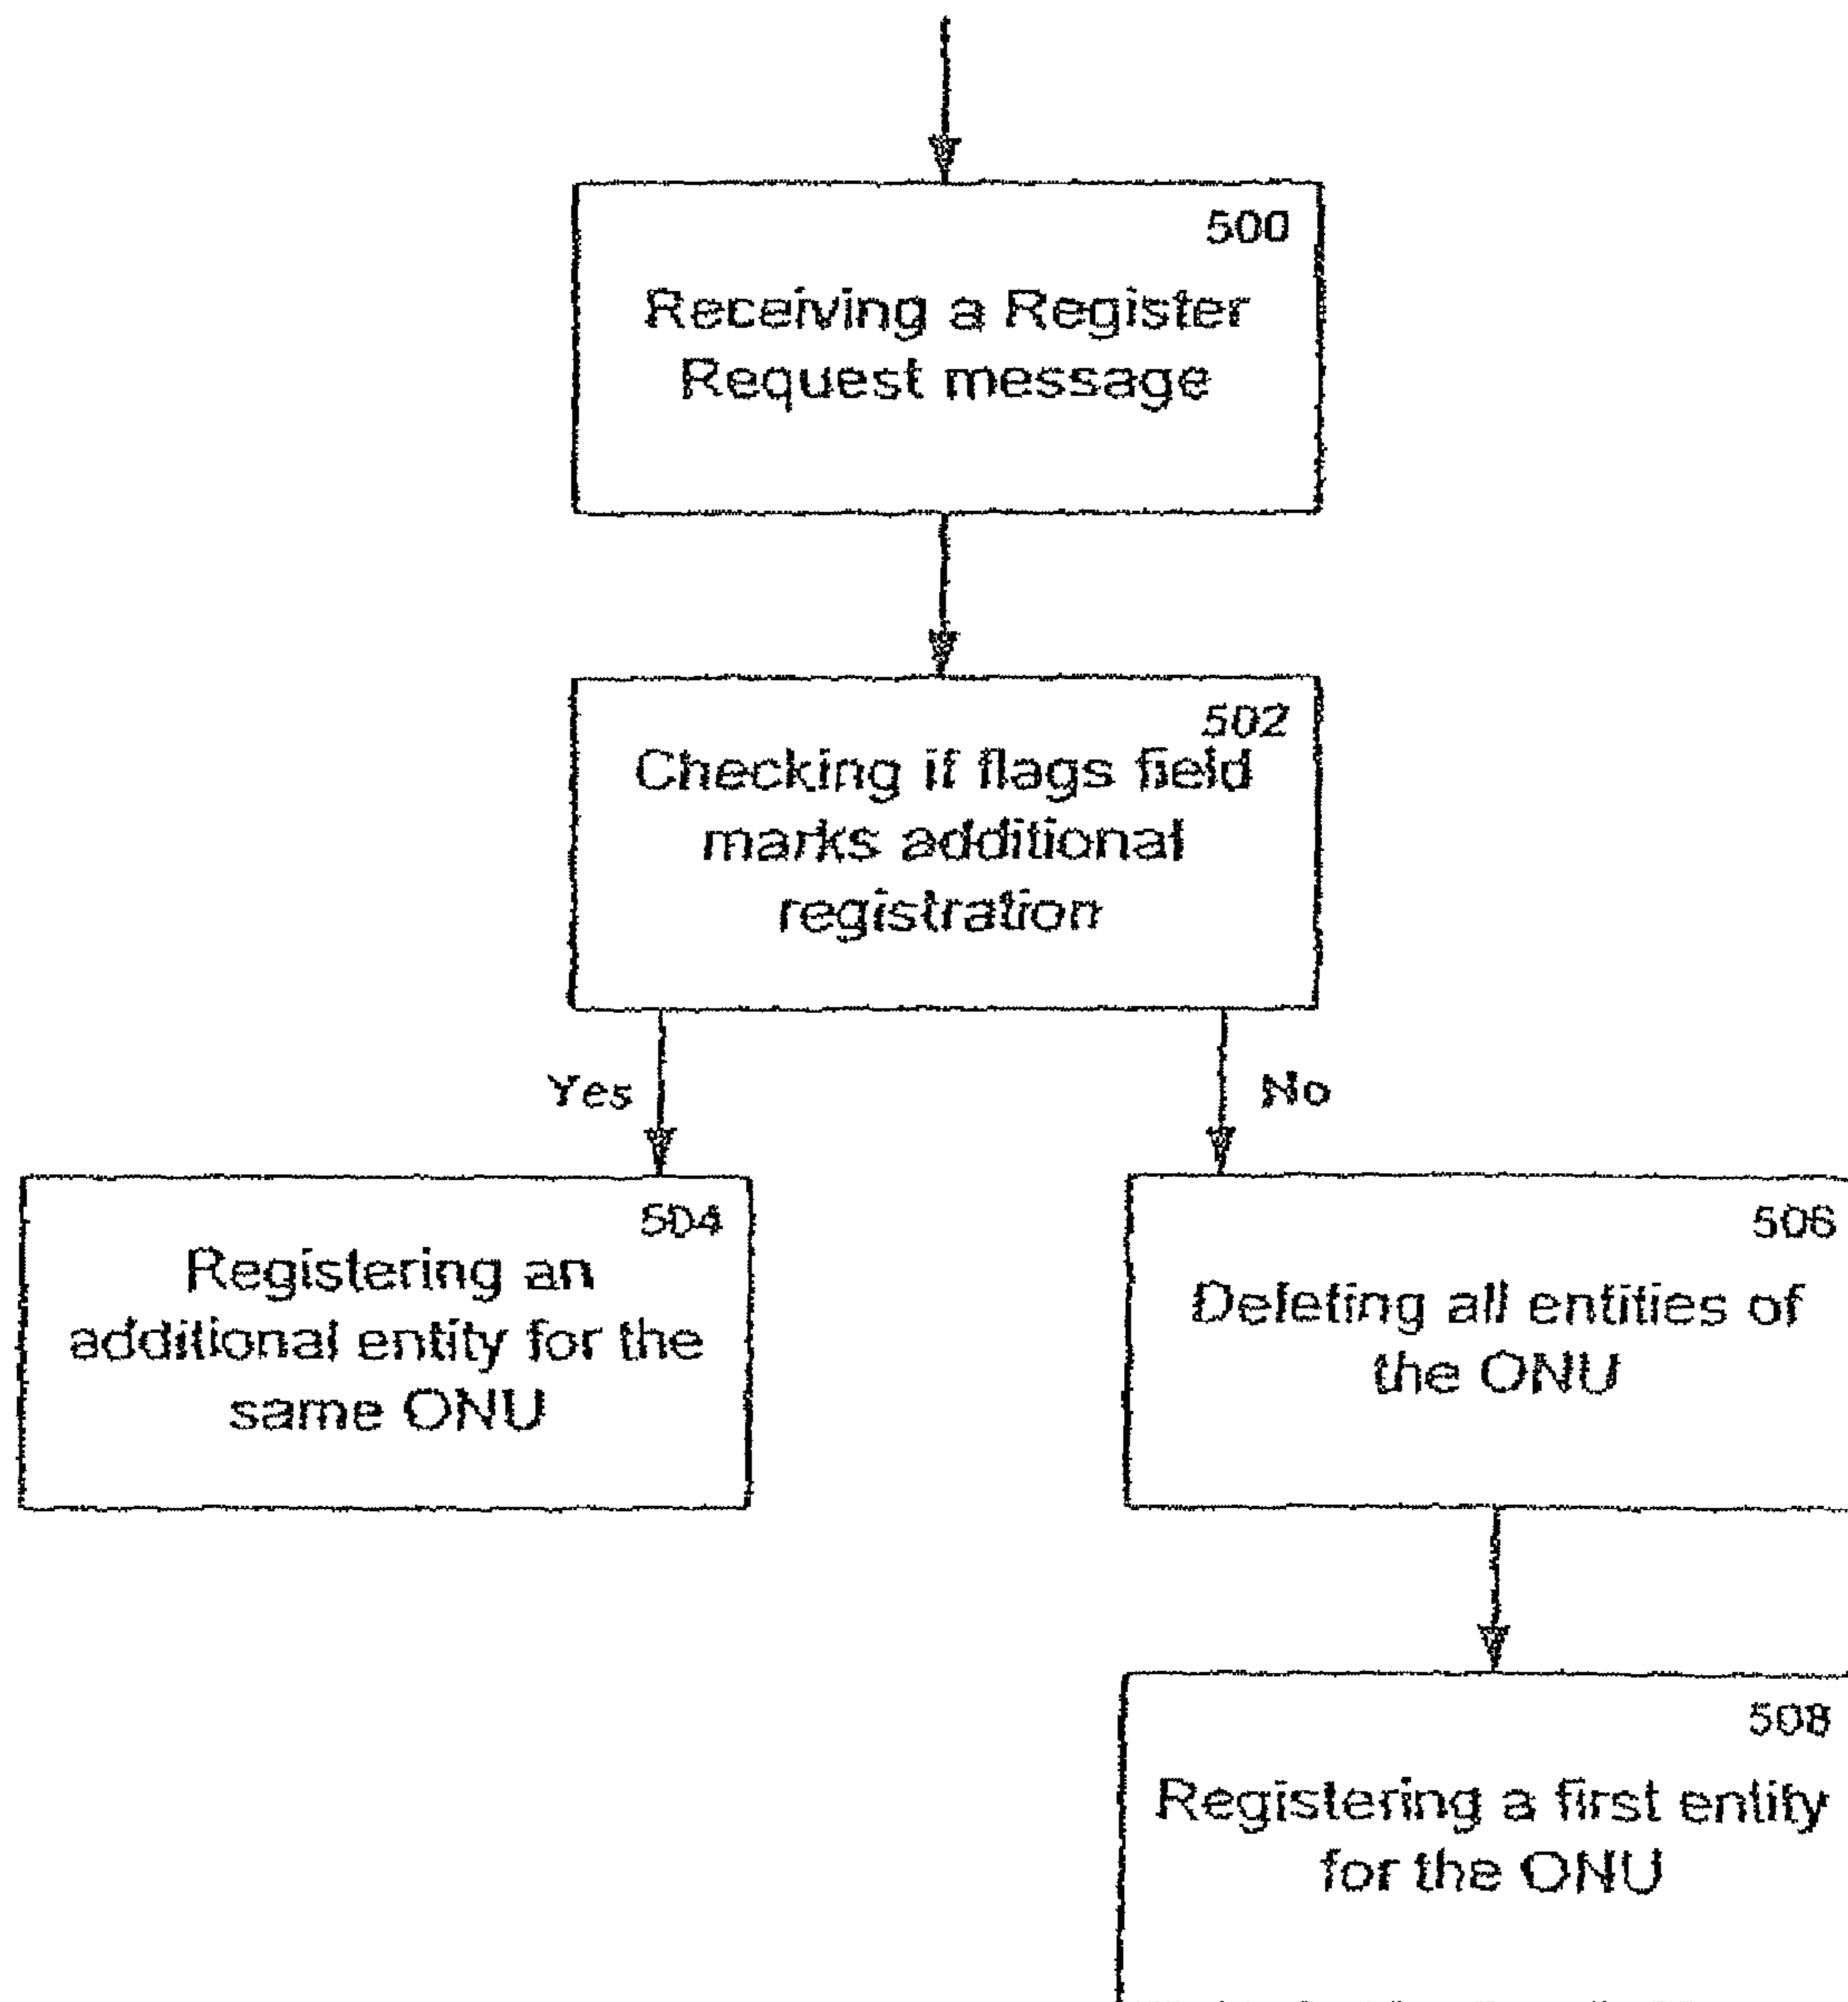 500
Receiving a Register
Request message
502
Checking if flags field
marks additional
registration
Yes
No
504
Registering an
additional entity for the
same ONU
506
Deleting all entities of
the ONU
508
Registering a first entity
for the ONU